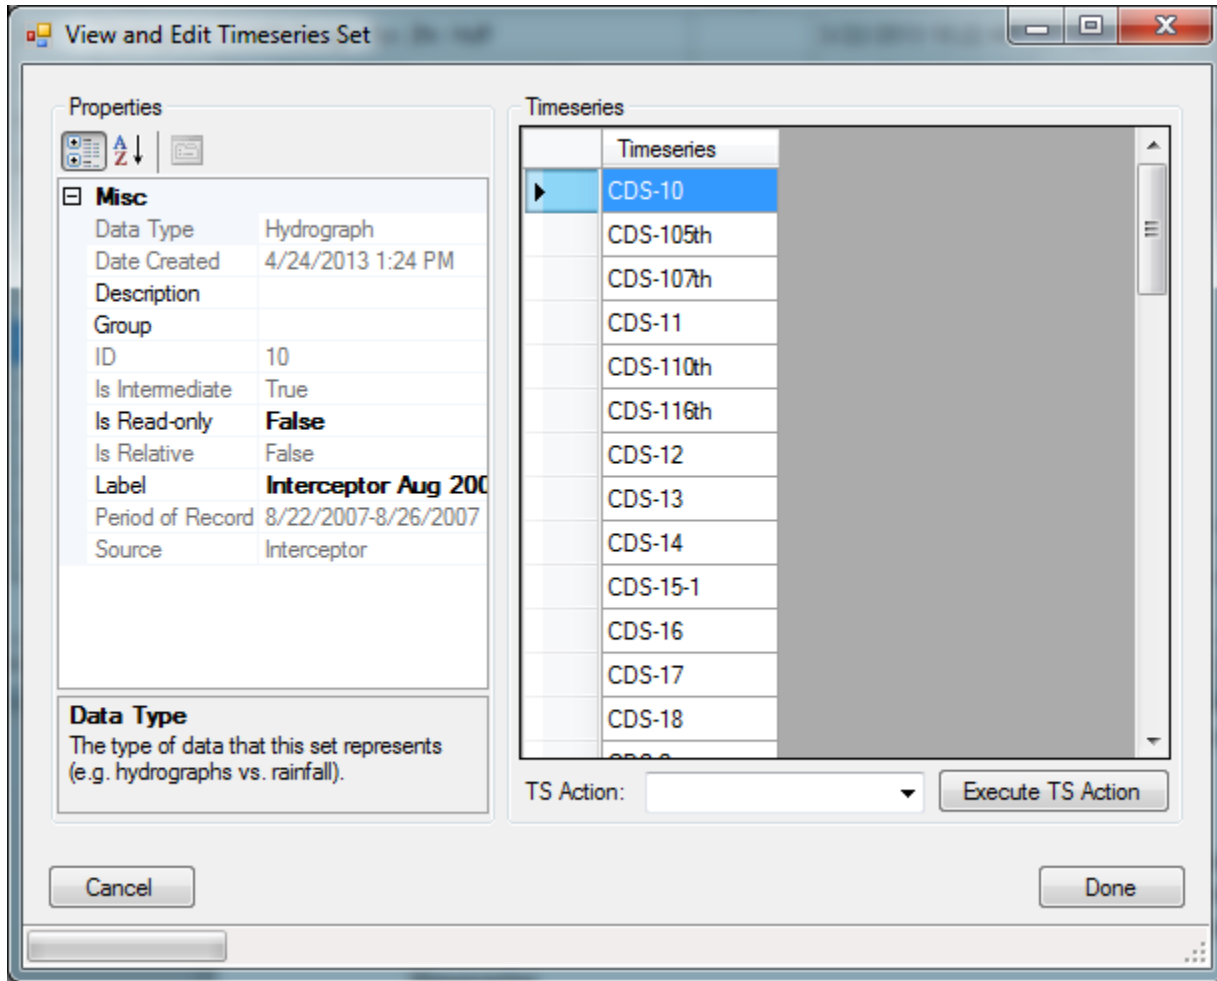 View and Edit Timeseries Set
Properties
Timeseries
Misc
Data Type Hydrograph
Date Created 4/24/2013 1:24 PM
Description
Group
ID 10
Is Intermediate True
Is Read-only False
Is Relative False
Label Interceptor Aug 200
Period of Record 8/22/2007-8/26/2007
Source Interceptor
Data Type
The type of data that this set represents
(e.g. hydrographs vs. rainfall).
Timeseries
CDS-10
CDS-105th
CDS-107th
CDS-11
CDS-110th
CDS-116th
CDS-12
CDS-13
CDS-14
CDS-15-1
CDS-16
CDS-17
CDS-18
TS Action:
Execute TS Action
Cancel
Done